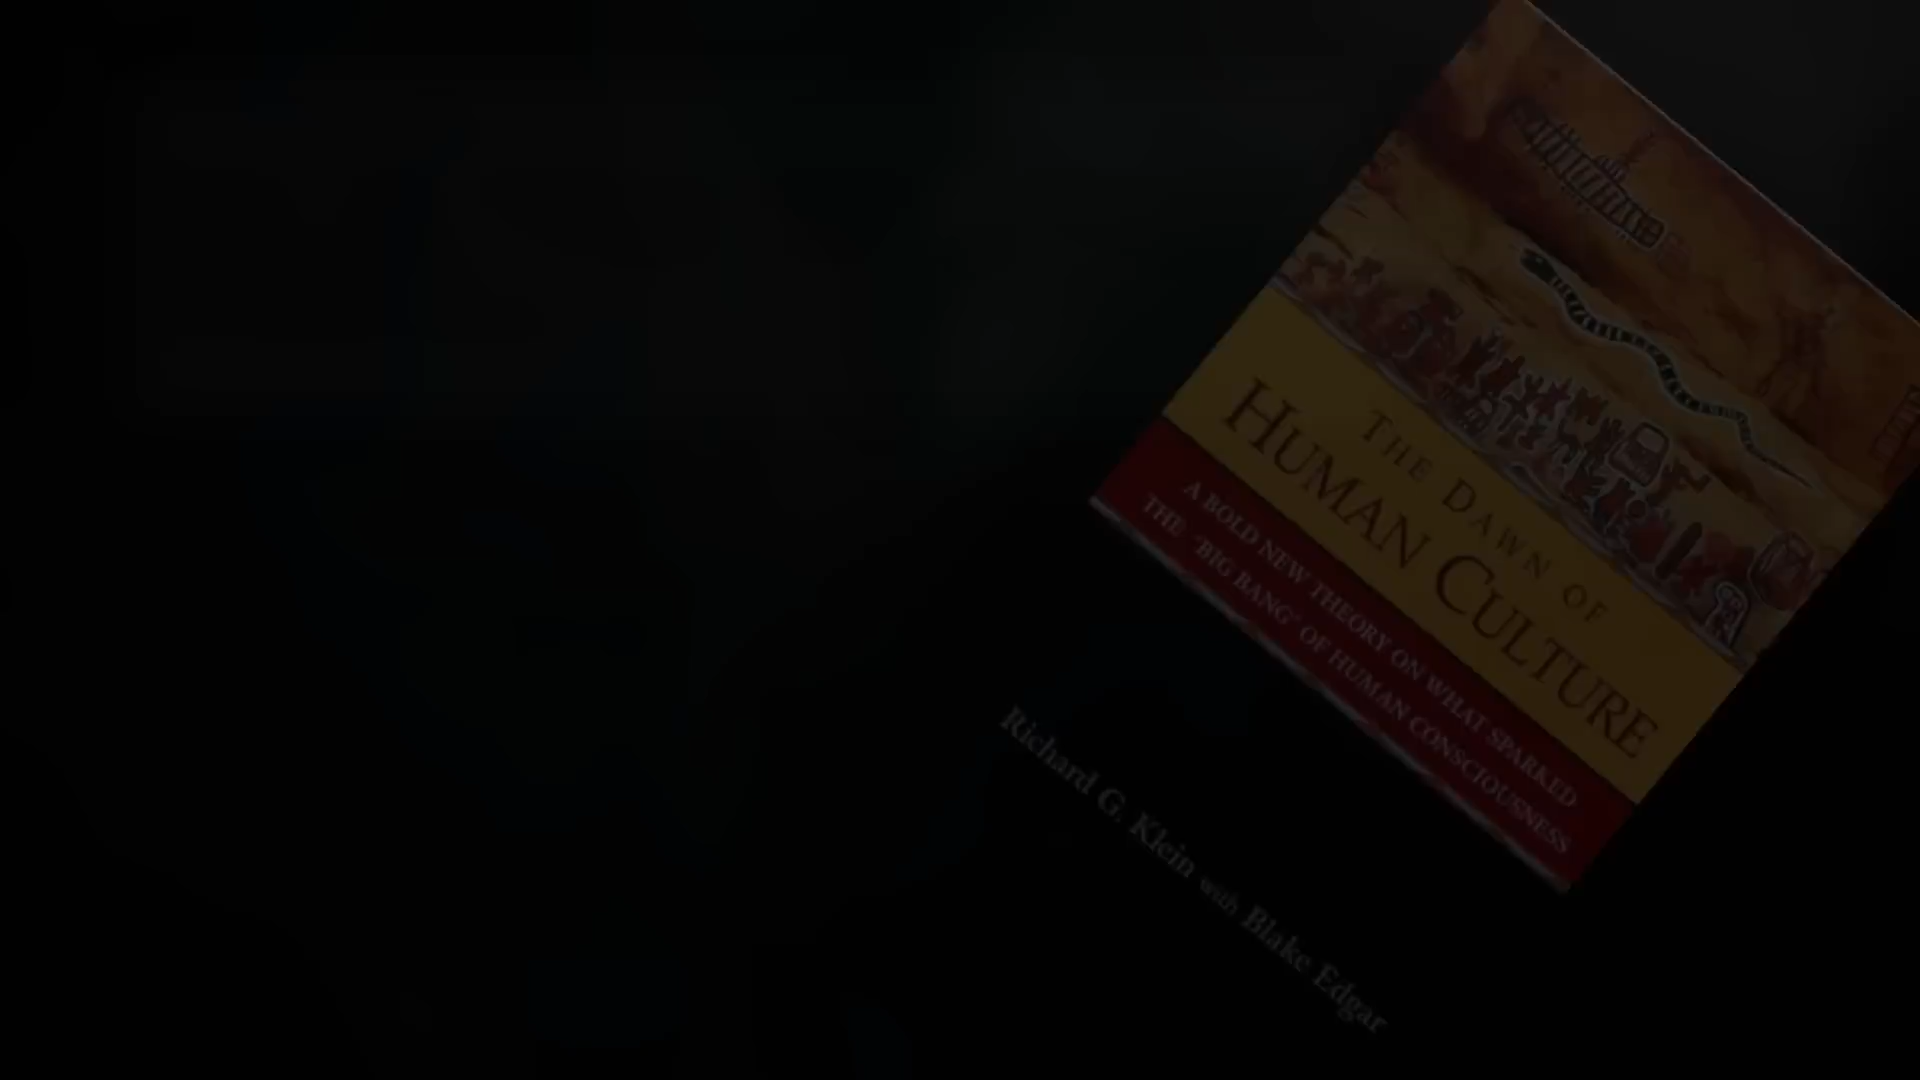 THE DAWN OF
HUMAN CULTURE
A BOLD NEW THEORY ON WHAT SPARKED
THE "BIG BANG" OF HUMAN CONSCIOUSNESS
Richard G. Klein with Blake Edgar